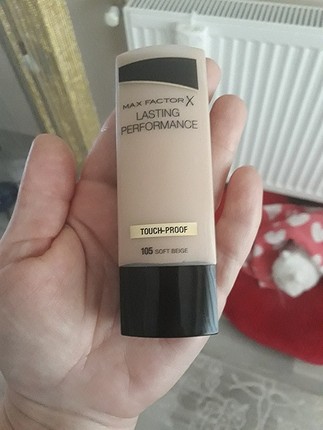 MAX FACTOR X
LASTING
PERFORMANCE
TOUCH-PROOF
105 SOFT BEIGE